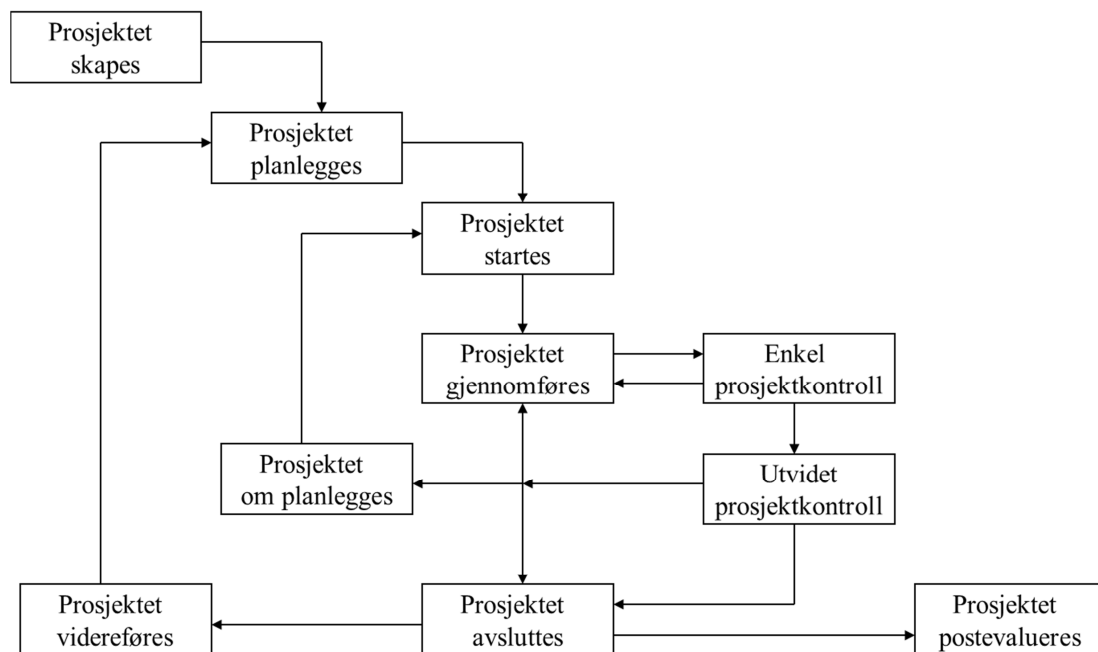 Prosjektet
skapes
Prosjektet
planlegges
Prosjektet
startes
Prosjektet
gjennomføres
Enkel
prosjektkontroll
Prosjektet
om planlegges
Utvidet
prosjektkontroll
Prosjektet
videreføres
Prosjektet
avsluttes
Prosjektet
postevalueres